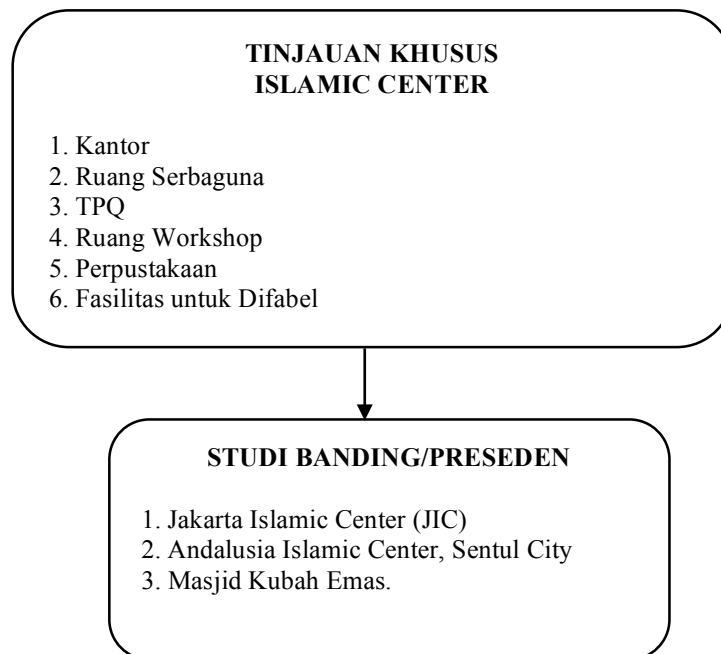 TINJAUAN KHUSUS
ISLAMIC CENTER
1. Kantor
2. Ruang Serbaguna
3. TPQ
4. Ruang Workshop
5. Perpustakaan
6. Fasilitas untuk Difabel
STUDI BANDING/PRESEDEN
1. Jakarta Islamic Center (JIC)
2. Andalusia Islamic Center, Sentul City
3. Masjid Kubah Emas.